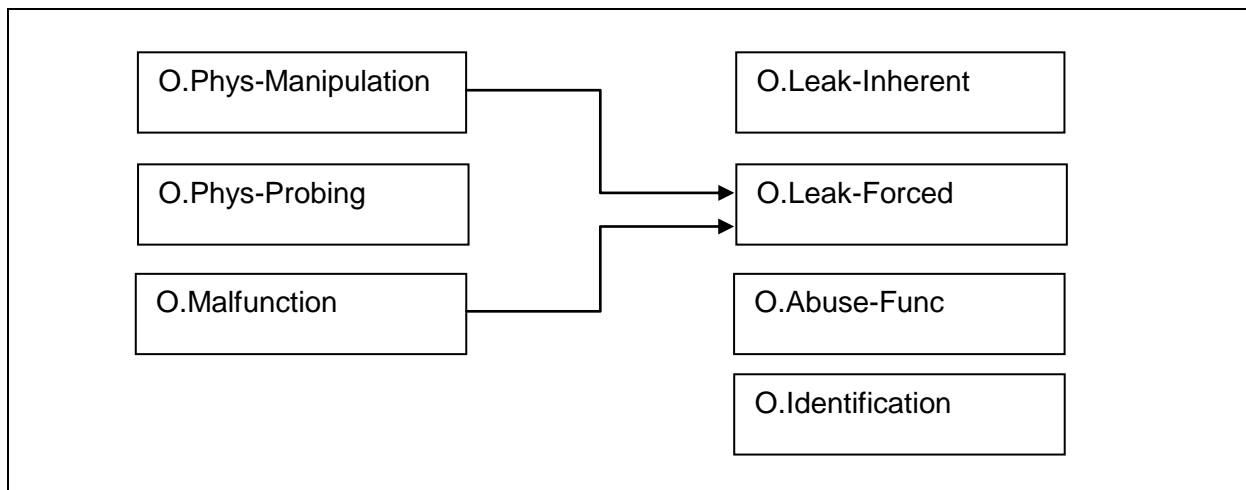 O.Phys-Manipulation
O.Leak-Inherent
O.Phys-Probing
O.Leak-Forced
O.Malfunction
O.Abuse-Func
O.Identification